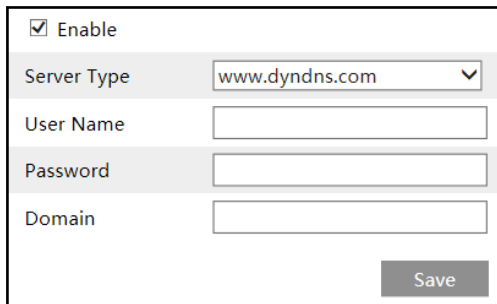 Enable
Server Type www.dyndns.com
User Name
Password
Domain
Save